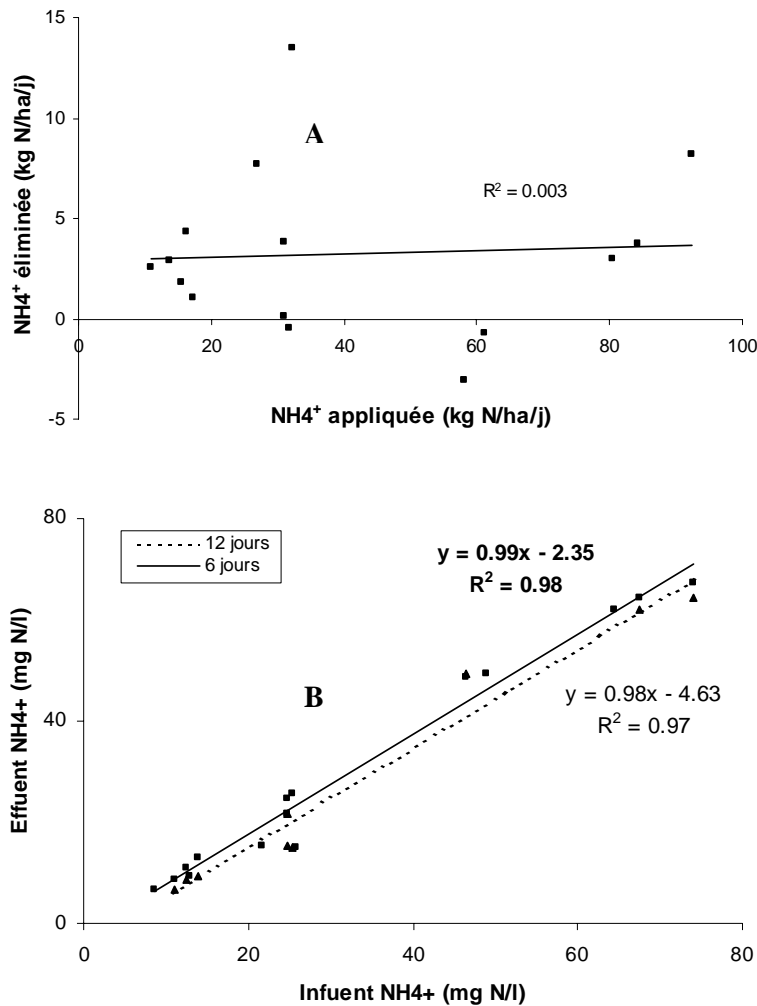 15
10
5
0
-5
NH4⁺ éliminée (kg N/ha/j)
A
R² = 0.003
0 20 40 60 80 100
NH4⁺ appliquée (kg N/ha/j)
80
40
0
Effuent NH4+ (mg N/l)
12 jours
6 jours
y = 0.99x - 2.35
R² = 0.98
B
y = 0.98x - 4.63
R² = 0.97
0 20 40 60 80
Infuent NH4+ (mg N/l)